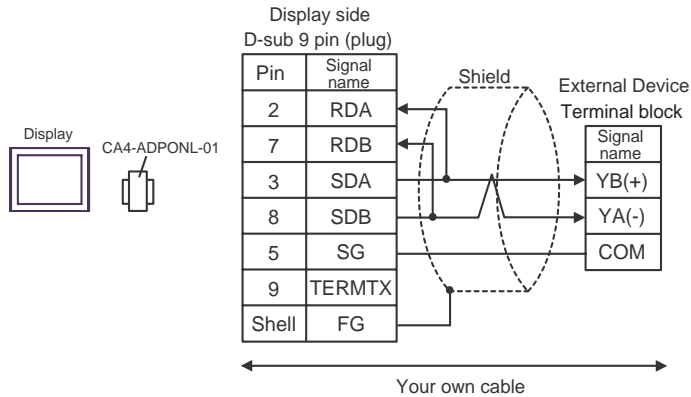 Display side
D-sub 9 pin (plug)
Pin Signal name
2 RDA
7 RDB
3 SDA
8 SDB
5 SG
9 TERMTX
Shell FG
Shield
External Device
Terminal block
Signal name
YB(+)
YA(-)
COM
Display
CA4-ADPONL-01
Your own cable